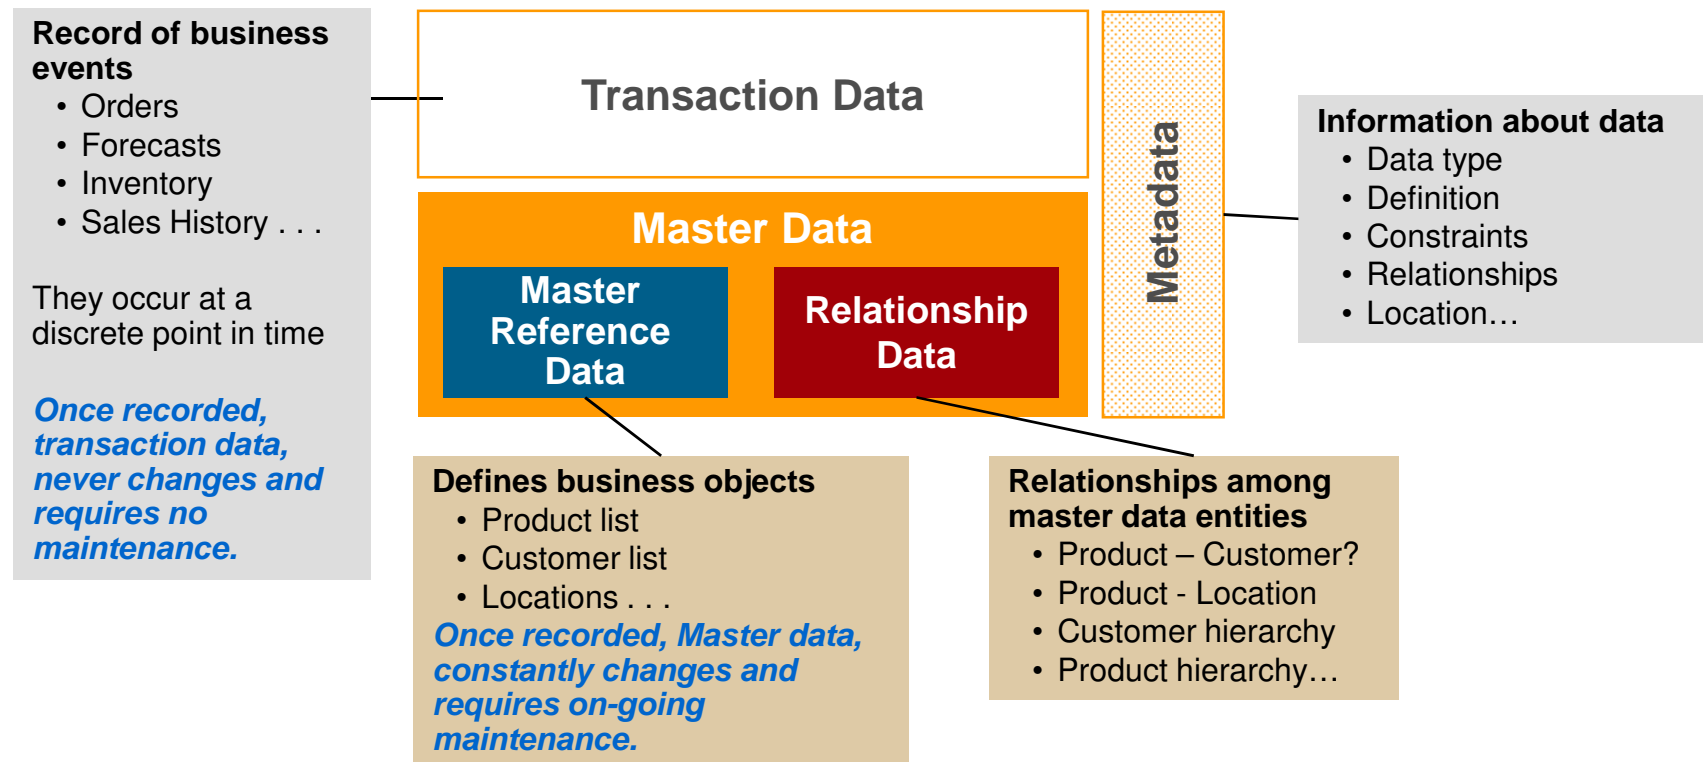 Record of business
events
• Orders
• Forecasts
• Inventory
• Sales History . . .
They occur at a
discrete point in time
Once recorded,
transaction data,
never changes and
requires no
maintenance.
Transaction Data
Master Data
Master
Reference
Data
Relationship
Data
Metadata
Information about data
• Data type
• Definition
• Constraints
• Relationships
• Location…
Defines business objects
• Product list
• Customer list
• Locations . . .
Once recorded, Master data,
constantly changes and
requires on-going
maintenance.
Relationships among
master data entities
• Product – Customer?
• Product - Location
• Customer hierarchy
• Product hierarchy…